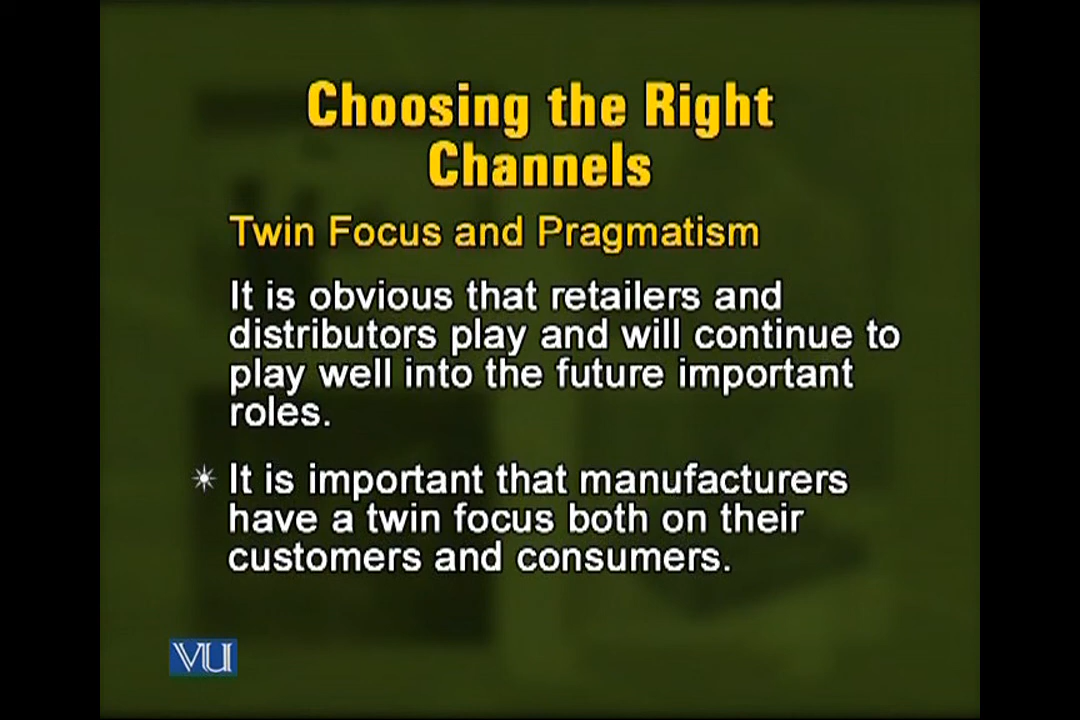 Choosing the Right
Channels
Twin Focus and Pragmatism
It is obvious that retailers and
distributors play and will continue to
play well into the future important
roles.
It is important that manufacturers
have a twin focus both on their
customers and consumers.
VU